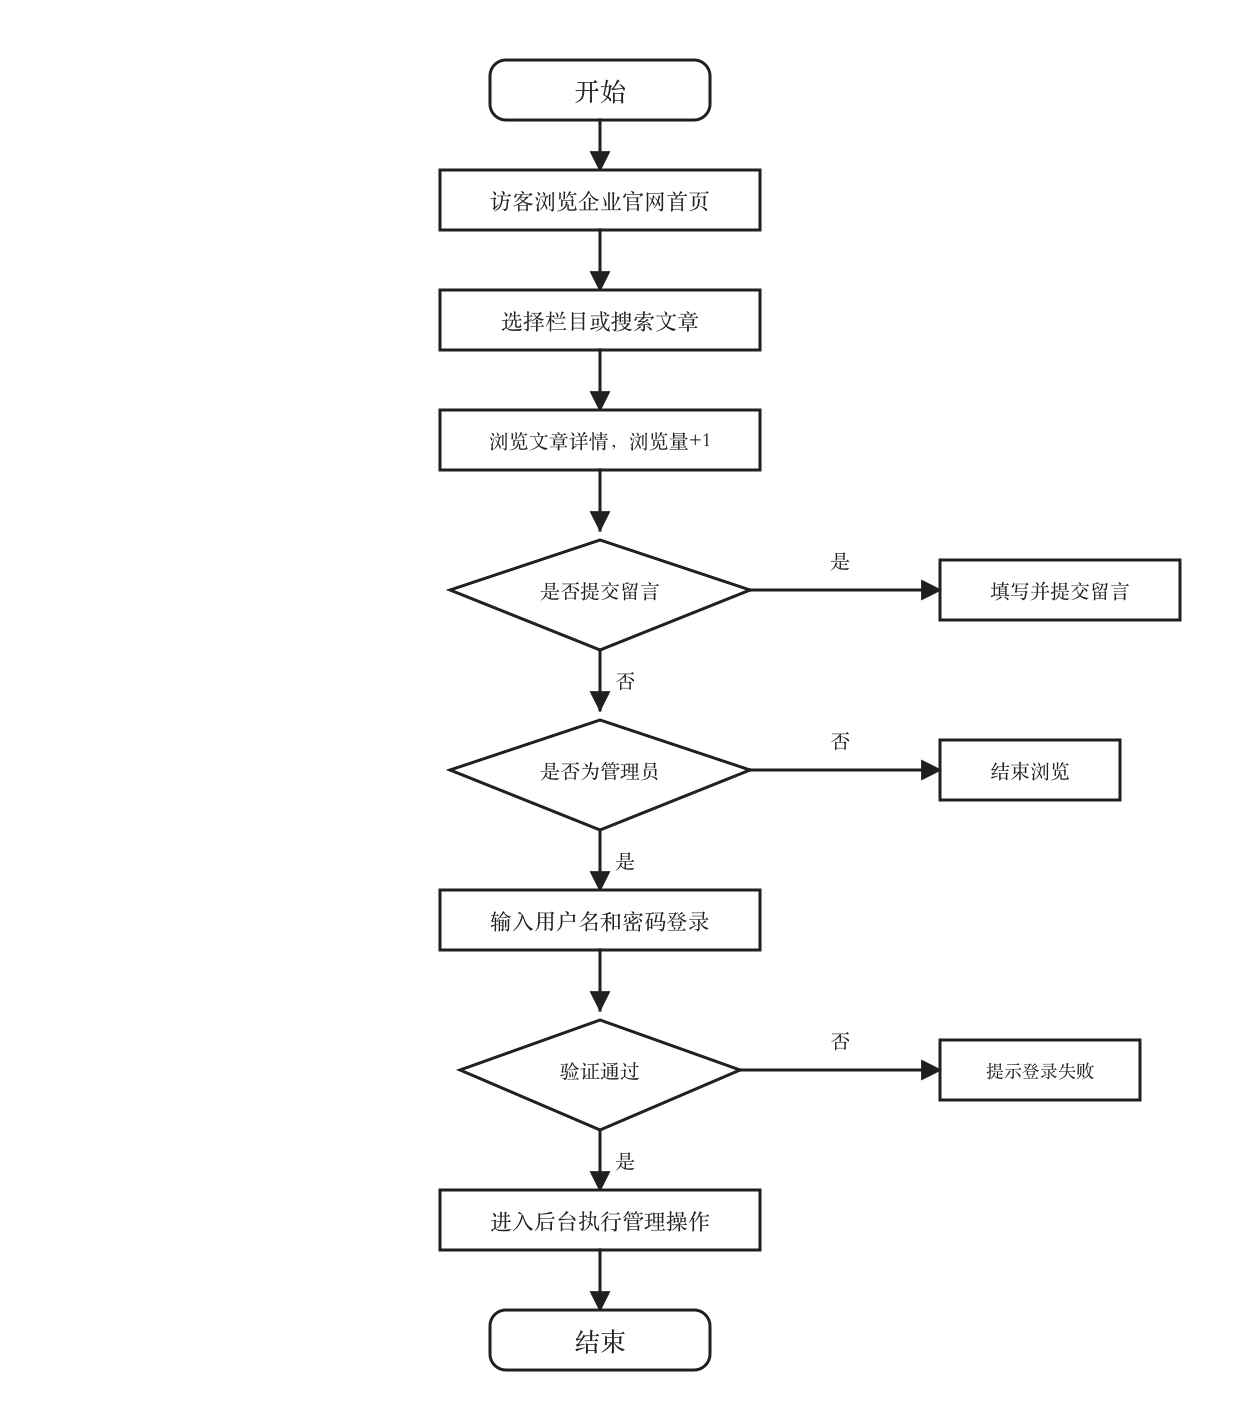 开始
访客浏览企业官网首页
选择栏目或搜索文章
浏览文章详情，浏览量+1
是否提交留言
是
填写并提交留言
否
是否为管理员
否
结束浏览
是
输入用户名和密码登录
验证通过
否
提示登录失败
是
进入后台执行管理操作
结束